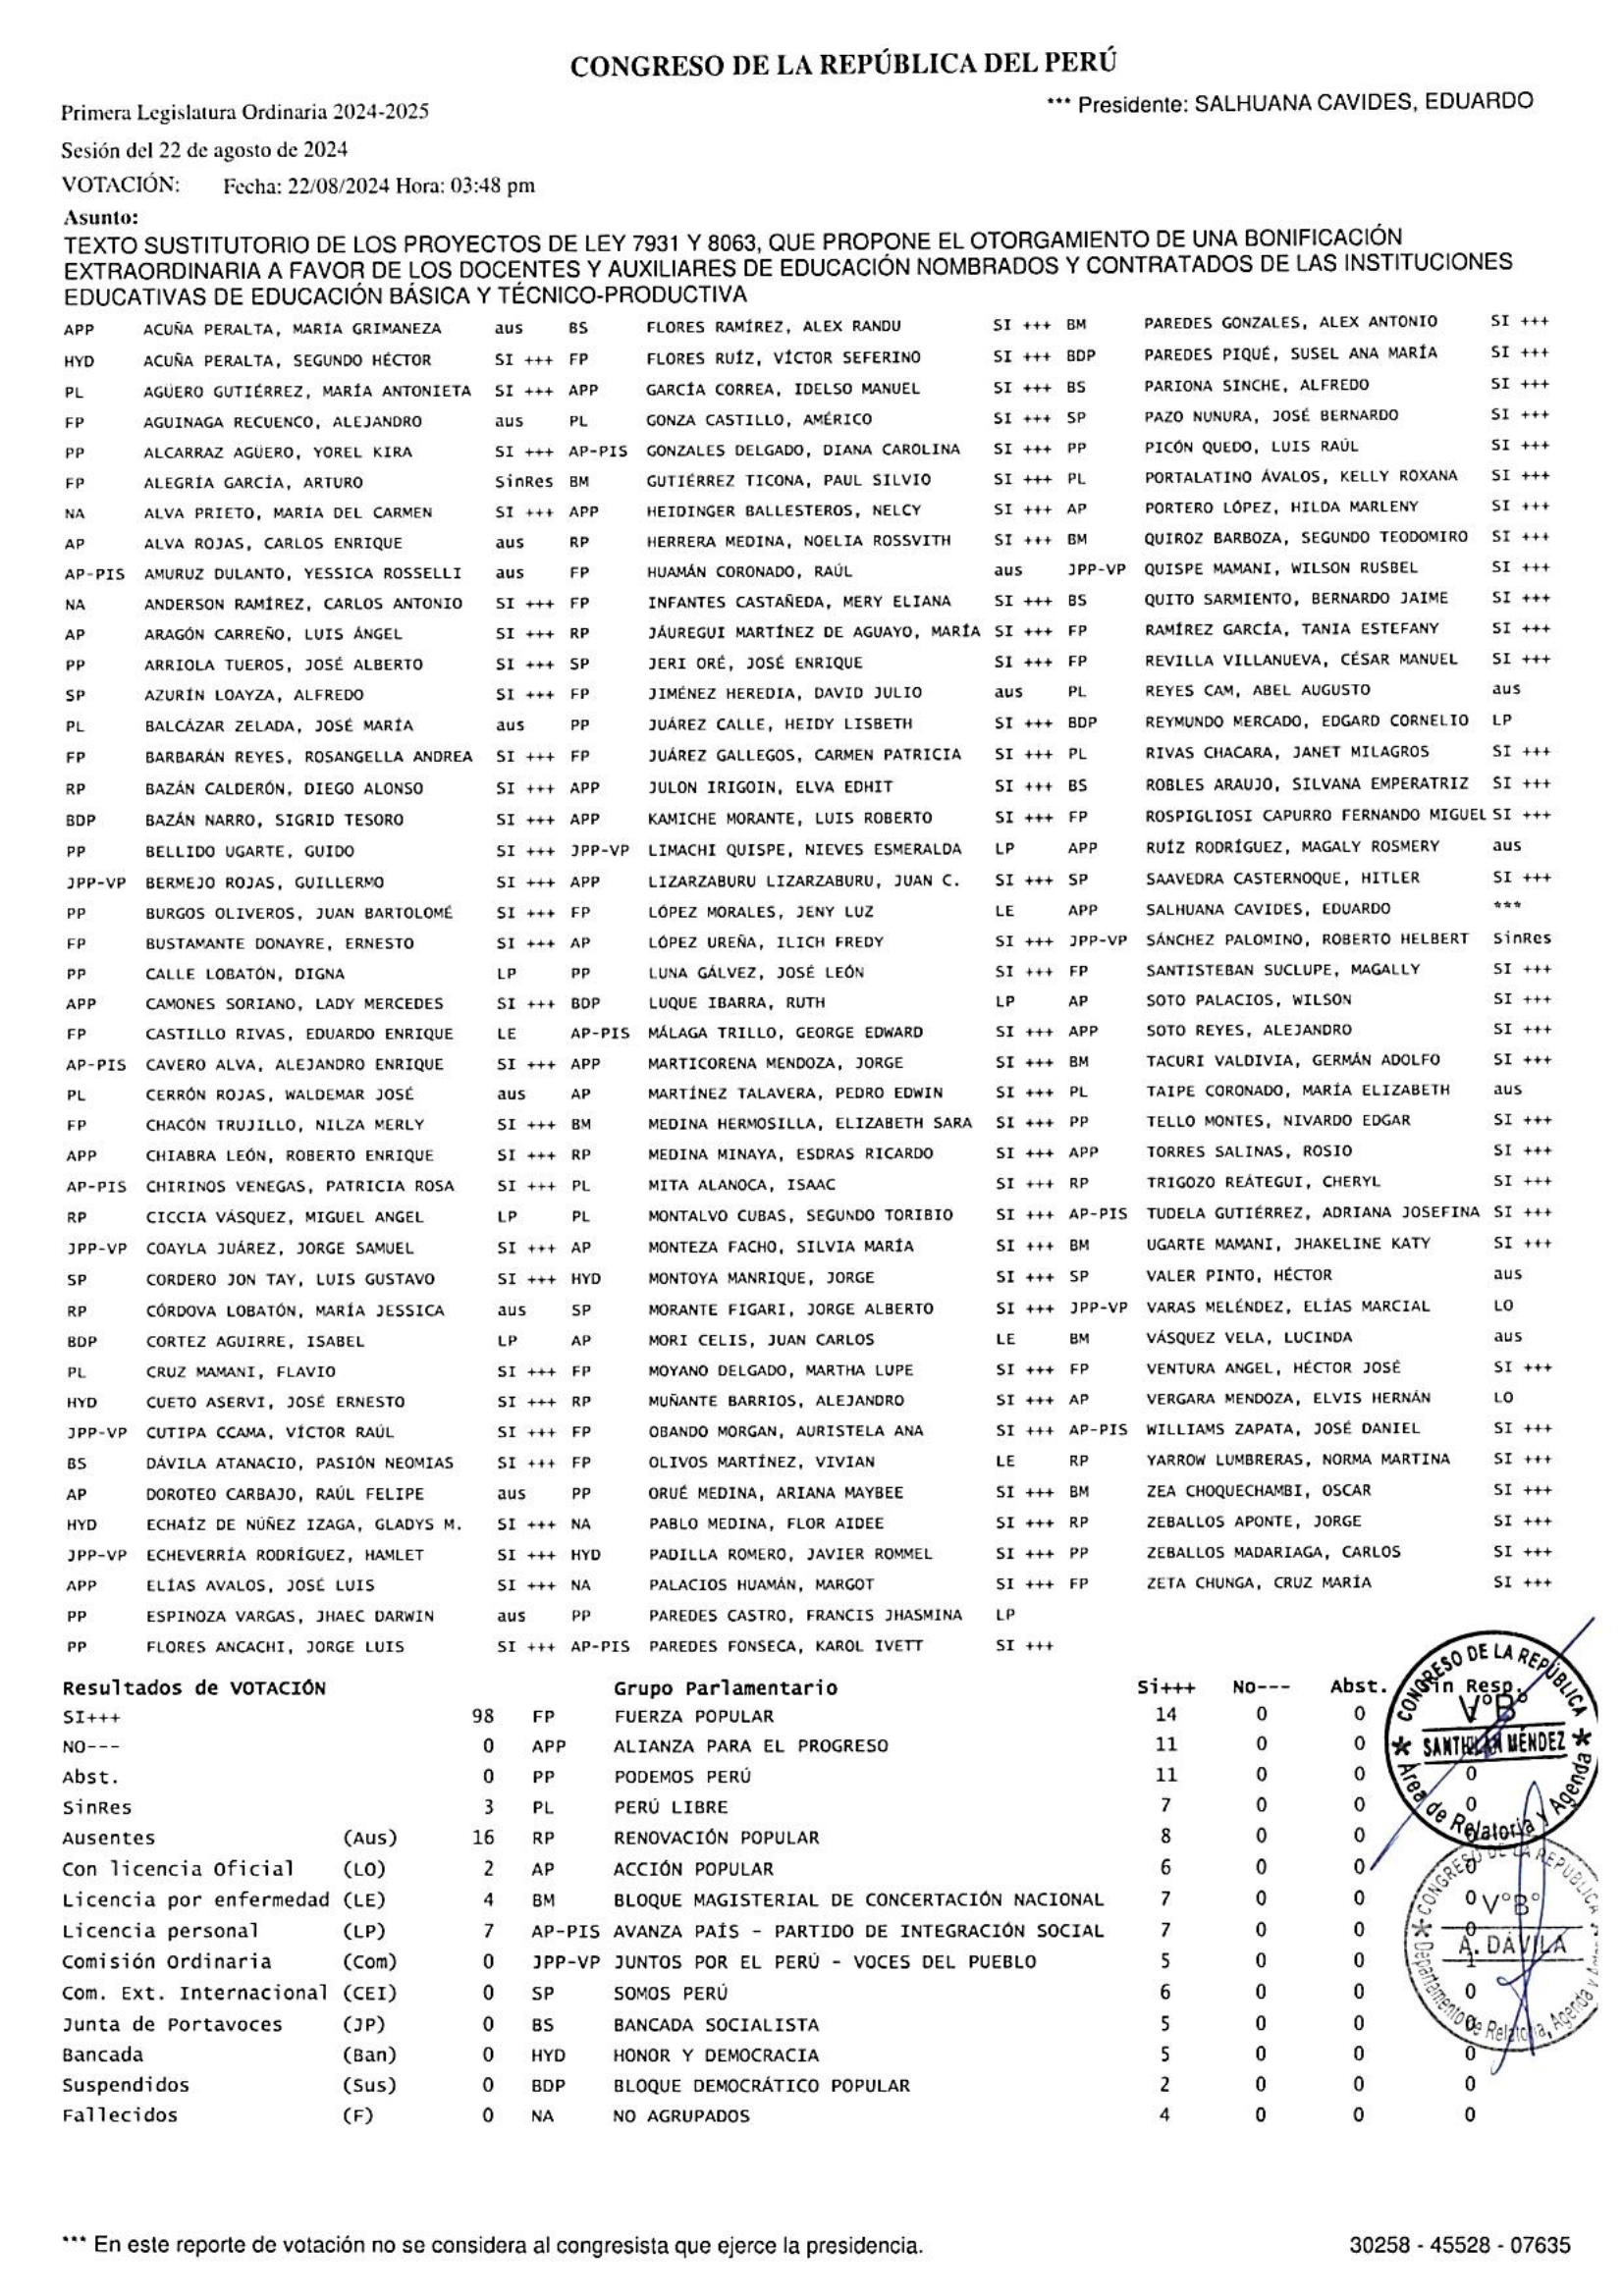 CONGRESO DE LA REPÚBLICA DEL PERÚ
Primera Legislatura Ordinaria 2024-2025
*** Presidente: SALHUANA CAVIDES, EDUARDO
Sesión del 22 de agosto de 2024
VOTACIÓN: Fecha: 22/08/2024 Hora: 03:48 pm
Asunto:
TEXTO SUSTITUTORIO DE LOS PROYECTOS DE LEY 7931 Y 8063, QUE PROPONE EL OTORGAMIENTO DE UNA BONIFICACIÓN
EXTRAORDINARIA A FAVOR DE LOS DOCENTES Y AUXILIARES DE EDUCACIÓN NOMBRADOS Y CONTRATADOS DE LAS INSTITUCIONES
EDUCATIVAS DE EDUCACIÓN BÁSICA Y TÉCNICO-PRODUCTIVA
APP ACUÑA PERALTA, MARÍA GRIMANEZA aus BS FLORES RAMÍREZ, ALEX RANDU SI +++ BM PAREDES GONZALES, ALEX ANTONIO SI +++
HYD ACUÑA PERALTA, SEGUNDO HÉCTOR SI +++ FP FLORES RUÍZ, VÍCTOR SEFERINO SI +++ BDP PAREDES PIQUÉ, SUSEL ANA MARÍA SI +++
PL AGÜERO GUTIÉRREZ, MARÍA ANTONIETA SI +++ APP GARCÍA CORREA, IDELSO MANUEL SI +++ BS PARIONA SINCHE, ALFREDO SI +++
FP AGUINAGA RECUENCO, ALEJANDRO aus PL GONZA CASTILLO, AMÉRICO SI +++ SP PAZO NUNURA, JOSÉ BERNARDO SI +++
PP ALCARRAZ AGÜERO, YOREL KIRA SI +++ AP-PIS GONZALES DELGADO, DIANA CAROLINA SI +++ PP PICÓN QUEDO, LUIS RAÚL SI +++
FP ALEGRÍA GARCÍA, ARTURO SinRes BM GUTIÉRREZ TICONA, PAUL SILVIO SI +++ PL PORTALATINO ÁVALOS, KELLY ROXANA SI +++
NA ALVA PRIETO, MARÍA DEL CARMEN SI +++ APP HEIDINGER BALLESTEROS, NELCY SI +++ AP PORTERO LÓPEZ, HILDA MARLENY SI +++
AP ALVA ROJAS, CARLOS ENRIQUE aus RP HERRERA MEDINA, NOELIA ROSSVITH SI +++ BM QUIROZ BARBOZA, SEGUNDO TEODOMIRO SI +++
AP-PIS AMURUZ DULANTO, YESSICA ROSSELLI aus FP HUAMÁN CORONADO, RAÚL aus JPP-VP QUISPE MAMANI, WILSON RUSBEL SI +++
NA ANDERSON RAMÍREZ, CARLOS ANTONIO SI +++ FP INFANTES CASTAÑEDA, MERY ELIANA SI +++ BS QUITO SARMIENTO, BERNARDO JAIME SI +++
AP ARAGÓN CARREÑO, LUIS ÁNGEL SI +++ RP JÁUREGUI MARTÍNEZ DE AGUAYO, MARÍA SI +++ FP RAMÍREZ GARCÍA, TANIA ESTEFANY SI +++
PP ARRIOLA TUEROS, JOSÉ ALBERTO SI +++ SP JERI ORÉ, JOSÉ ENRIQUE SI +++ FP REVILLA VILLANUEVA, CÉSAR MANUEL SI +++
SP AZURÍN LOAYZA, ALFREDO SI +++ FP JIMÉNEZ HEREDIA, DAVID JULIO aus PL REYES CAM, ABEL AUGUSTO aus
PL BALCÁZAR ZELADA, JOSÉ MARÍA aus PP JUÁREZ CALLE, HEIDY LISBETH SI +++ BDP REYMUNDO MERCADO, EDGARD CORNELIO LP
FP BARBARÁN REYES, ROSANGELLA ANDREA SI +++ FP JUÁREZ GALLEGOS, CARMEN PATRICIA SI +++ PL RIVAS CHACARA, JANET MILAGROS SI +++
RP BAZÁN CALDERÓN, DIEGO ALONSO SI +++ APP JULON IRIGOIN, ELVA EDHIT SI +++ BS ROBLES ARAUJO, SILVANA EMPERATRIZ SI +++
BDP BAZÁN NARRO, SIGRID TESORO SI +++ APP KAMICHE MORANTE, LUIS ROBERTO SI +++ FP ROSPIGLIOSI CAPURRO FERNANDO MIGUEL SI +++
PP BELLIDO UGARTE, GUIDO SI +++ JPP-VP LIMACHI QUISPE, NIEVES ESMERALDA LP APP RUÍZ RODRÍGUEZ, MAGALY ROSMERY aus
JPP-VP BERMEJO ROJAS, GUILLERMO SI +++ APP LIZARZABURU LIZARZABURU, JUAN C. SI +++ SP SAAVEDRA CASTERNOQUE, HITLER SI +++
PP BURGOS OLIVEROS, JUAN BARTOLOMÉ SI +++ FP LÓPEZ MORALES, JENY LUZ LE APP SALHUANA CAVIDES, EDUARDO ***
FP BUSTAMANTE DONAYRE, ERNESTO SI +++ AP LÓPEZ UREÑA, ILICH FREDY SI +++ JPP-VP SÁNCHEZ PALOMINO, ROBERTO HELBERT SinRes
PP CALLE LOBATÓN, DIGNA LP PP LUNA GÁLVEZ, JOSÉ LEÓN SI +++ FP SANTISTEBAN SUCLUPE, MAGALLY SI +++
APP CAMONES SORIANO, LADY MERCEDES SI +++ BDP LUQUE IBARRA, RUTH LP AP SOTO PALACIOS, WILSON SI +++
FP CASTILLO RIVAS, EDUARDO ENRIQUE LE AP-PIS MÁLAGA TRILLO, GEORGE EDWARD SI +++ APP SOTO REYES, ALEJANDRO SI +++
AP-PIS CAVERO ALVA, ALEJANDRO ENRIQUE SI +++ APP MARTICORENA MENDOZA, JORGE SI +++ BM TACURI VALDIVIA, GERMÁN ADOLFO SI +++
PL CERRÓN ROJAS, WALDEMAR JOSÉ aus AP MARTÍNEZ TALAVERA, PEDRO EDWIN SI +++ PL TAIPE CORONADO, MARÍA ELIZABETH aus
FP CHACÓN TRUJILLO, NILZA MERLY SI +++ BM MEDINA HERMOSILLA, ELIZABETH SARA SI +++ PP TELLO MONTES, NIVARDO EDGAR SI +++
APP CHIABRA LEÓN, ROBERTO ENRIQUE SI +++ RP MEDINA MINAYA, ESDRAS RICARDO SI +++ APP TORRES SALINAS, ROSIO SI +++
AP-PIS CHIRINOS VENEGAS, PATRICIA ROSA SI +++ PL MITA ALANOCA, ISAAC SI +++ RP TRIGOZO REÁTEGUI, CHERYL SI +++
RP CICCIA VÁSQUEZ, MIGUEL ANGEL LP PL MONTALVO CUBAS, SEGUNDO TORIBIO SI +++ AP-PIS TUDELA GUTIÉRREZ, ADRIANA JOSEFINA SI +++
JPP-VP COAYLA JUÁREZ, JORGE SAMUEL SI +++ AP MONTEZA FACHO, SILVIA MARÍA SI +++ BM UGARTE MAMANI, JHAKELINE KATY SI +++
SP CORDERO JON TAY, LUIS GUSTAVO SI +++ HYD MONTOYA MANRIQUE, JORGE SI +++ SP VALER PINTO, HÉCTOR aus
RP CÓRDOVA LOBATÓN, MARÍA JESSICA aus SP MORANTE FIGARI, JORGE ALBERTO SI +++ JPP-VP VARAS MELÉNDEZ, ELÍAS MARCIAL LO
BDP CORTEZ AGUIRRE, ISABEL LP AP MORI CELIS, JUAN CARLOS LE BM VÁSQUEZ VELA, LUCINDA aus
PL CRUZ MAMANI, FLAVIO SI +++ FP MOYANO DELGADO, MARTHA LUPE SI +++ FP VENTURA ANGEL, HÉCTOR JOSÉ SI +++
HYD CUETO ASERVI, JOSÉ ERNESTO SI +++ RP MUÑANTE BARRIOS, ALEJANDRO SI +++ AP VERGARA MENDOZA, ELVIS HERNÁN LO
JPP-VP CUTIPA CCAMA, VÍCTOR RAÚL SI +++ FP OBANDO MORGAN, AURISTELA ANA SI +++ AP-PIS WILLIAMS ZAPATA, JOSÉ DANIEL SI +++
BS DÁVILA ATANACIO, PASIÓN NEOMIAS SI +++ FP OLIVOS MARTÍNEZ, VIVIAN LE RP YARROW LUMBRERAS, NORMA MARTINA SI +++
AP DOROTEO CARBAJO, RAÚL FELIPE aus PP ORUÉ MEDINA, ARIANA MAYBEE SI +++ BM ZEA CHOQUECHAMBI, OSCAR SI +++
HYD ECHAÍZ DE NÚÑEZ IZAGA, GLADYS M. SI +++ NA PABLO MEDINA, FLOR AIDEE SI +++ RP ZEBALLOS APONTE, JORGE SI +++
JPP-VP ECHEVERRÍA RODRÍGUEZ, HAMLET SI +++ HYD PADILLA ROMERO, JAVIER ROMMEL SI +++ PP ZEBALLOS MADARIAGA, CARLOS SI +++
APP ELÍAS AVALOS, JOSÉ LUIS SI +++ NA PALACIOS HUAMÁN, MARGOT SI +++ FP ZETA CHUNGA, CRUZ MARÍA SI +++
PP ESPINOZA VARGAS, JHAEC DARWIN aus PP PAREDES CASTRO, FRANCIS JHASMINA LP
PP FLORES ANCACHI, JORGE LUIS SI +++ AP-PIS PAREDES FONSECA, KAROL IVETT SI +++
Resultados de VOTACIÓN Grupo Parlamentario Si+++ No--- Abst. Sin Resp.
SI+++ 98 FP FUERZA POPULAR 14 0 0
NO--- 0 APP ALIANZA PARA EL PROGRESO 11 0 0
Abst. 0 PP PODEMOS PERÚ 11 0 0 0
SinRes 3 PL PERÚ LIBRE 7 0 0 0
Ausentes (Aus) 16 RP RENOVACIÓN POPULAR 8 0 0
Con licencia Oficial (LO) 2 AP ACCIÓN POPULAR 6 0 0 0
Licencia por enfermedad (LE) 4 BM BLOQUE MAGISTERIAL DE CONCERTACIÓN NACIONAL 7 0 0 0
Licencia personal (LP) 7 AP-PIS AVANZA PAÍS - PARTIDO DE INTEGRACIÓN SOCIAL 7 0 0 0
Comisión Ordinaria (Com) 0 JPP-VP JUNTOS POR EL PERÚ - VOCES DEL PUEBLO 5 0 0 1
Com. Ext. Internacional (CEI) 0 SP SOMOS PERÚ 6 0 0 0
Junta de Portavoces (JP) 0 BS BANCADA SOCIALISTA 5 0 0 0
Bancada (Ban) 0 HYD HONOR Y DEMOCRACIA 5 0 0 0
Suspendidos (Sus) 0 BDP BLOQUE DEMOCRÁTICO POPULAR 2 0 0 0
Fallecidos (F) 0 NA NO AGRUPADOS 4 0 0 0
CONGRESO DE LA REPÚBLICA
V°B°
MÉNDEZ
Área de Relatoría y Agenda
CONGRESO DE LA REPÚBLICA
V°B°
A. DÁVILA
Departamento de Relatoría, Agenda y
*** En este reporte de votación no se considera al congresista que ejerce la presidencia.
30258 - 45528 - 07635